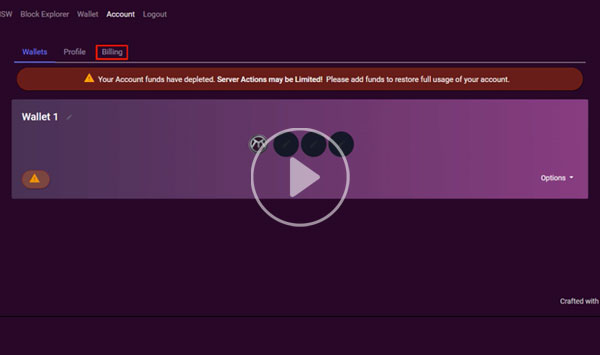 Block Explorer Wallet Account Logout
Wallets Profile Billing
Your Account funds have depleted. Server Actions may be Limited! Please add funds to restore full usage of your account.
Wallet 1
Options
Crafted with